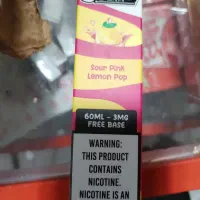 Sour Pink
Lemon Pop
60ML - 3MG
FREE BASE
WARNING:
THIS PRODUCT
CONTAINS
NICOTINE.
NICOTINE IS AN